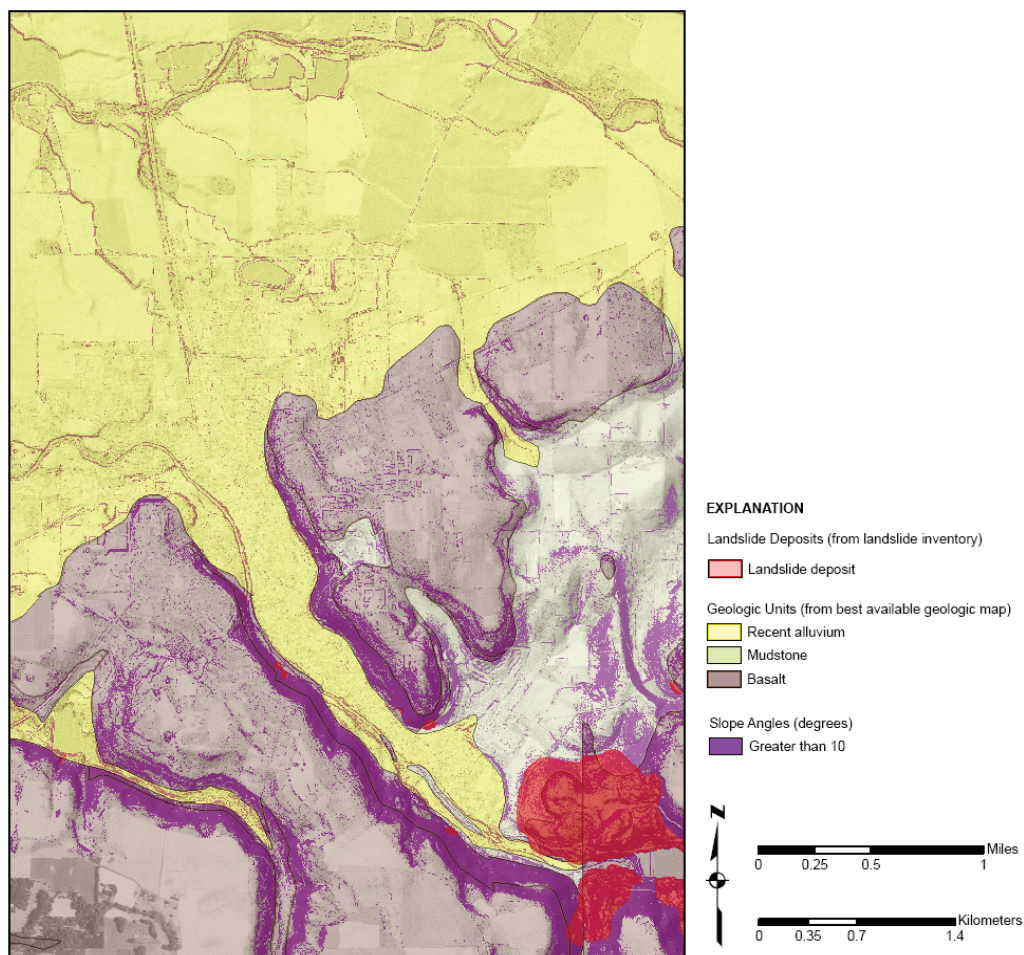 EXPLANATION
Landslide Deposits (from landslide inventory)
Landslide deposit
Geologic Units (from best available geologic map)
Recent alluvium
Mudstone
Basalt
Slope Angles (degrees)
Greater than 10
N
Miles
0 0.25 0.5 1
Kilometers
0 0.35 0.7 1.4